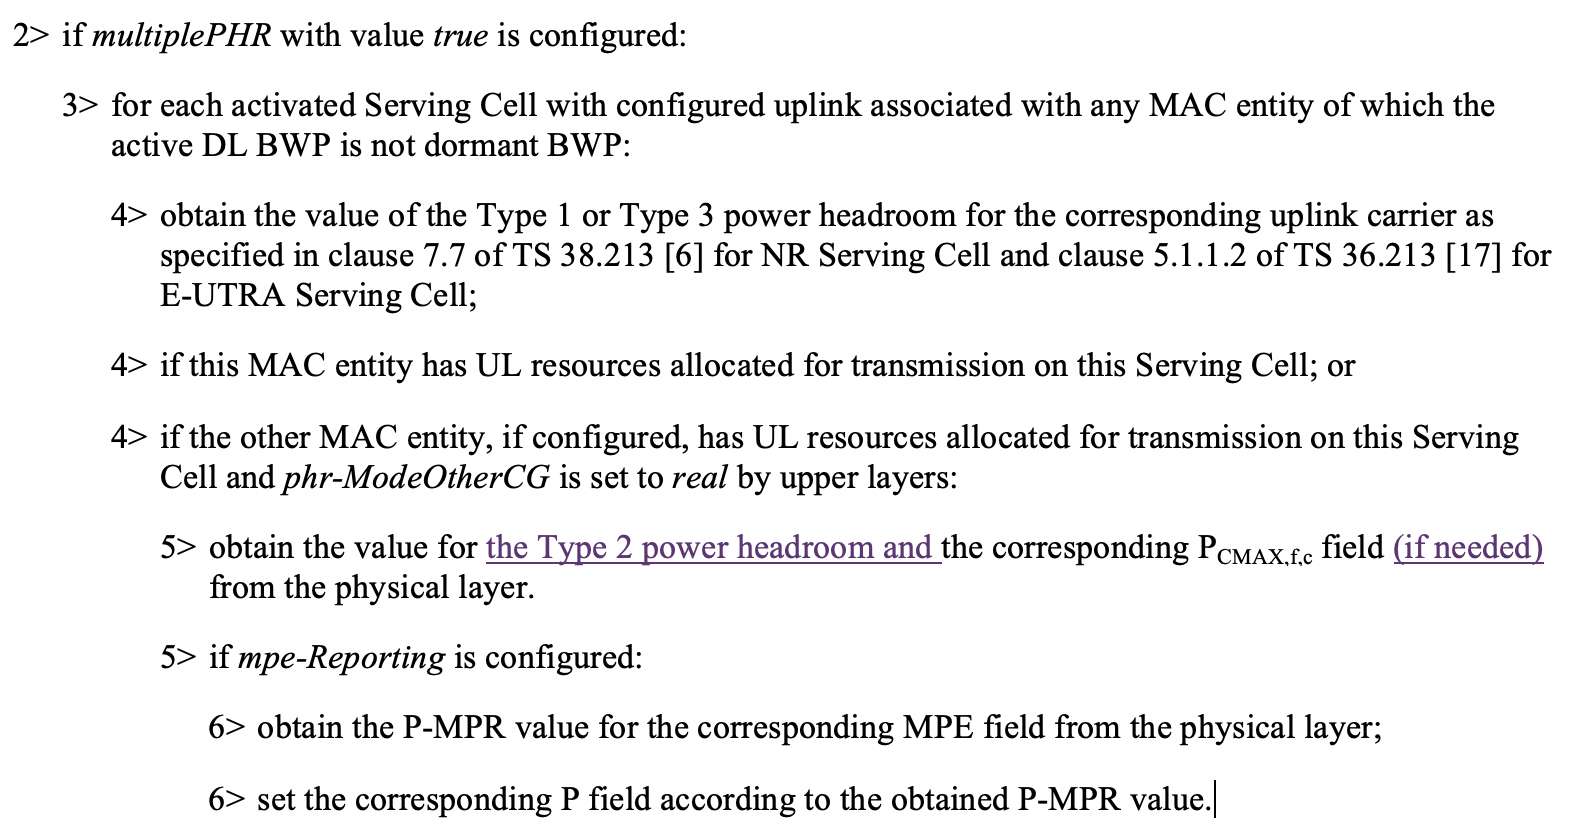 2> if multiplePHR with value true is configured:
3> for each activated Serving Cell with configured uplink associated with any MAC entity of which the
active DL BWP is not dormant BWP:
4> obtain the value of the Type 1 or Type 3 power headroom for the corresponding uplink carrier as
specified in clause 7.7 of TS 38.213 [6] for NR Serving Cell and clause 5.1.1.2 of TS 36.213 [17] for
E-UTRA Serving Cell;
4> if this MAC entity has UL resources allocated for transmission on this Serving Cell; or
4> if the other MAC entity, if configured, has UL resources allocated for transmission on this Serving
Cell and phr-ModeOtherCG is set to real by upper layers:
5> obtain the value for the Type 2 power headroom and the corresponding PCMAX,f,c field (if needed)
from the physical layer.
5> if mpe-Reporting is configured:
6> obtain the P-MPR value for the corresponding MPE field from the physical layer;
6> set the corresponding P field according to the obtained P-MPR value.